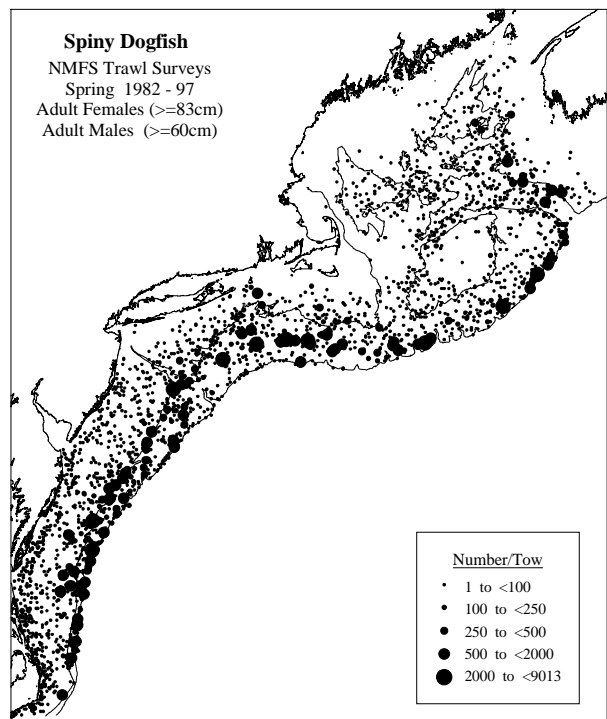 Spiny Dogfish
NMFS Trawl Surveys
Spring 1982 - 97
Adult Females (>=83cm)
Adult Males (>=60cm)
Number/Tow
1 to <100
100 to <250
250 to <500
500 to <2000
2000 to <9013